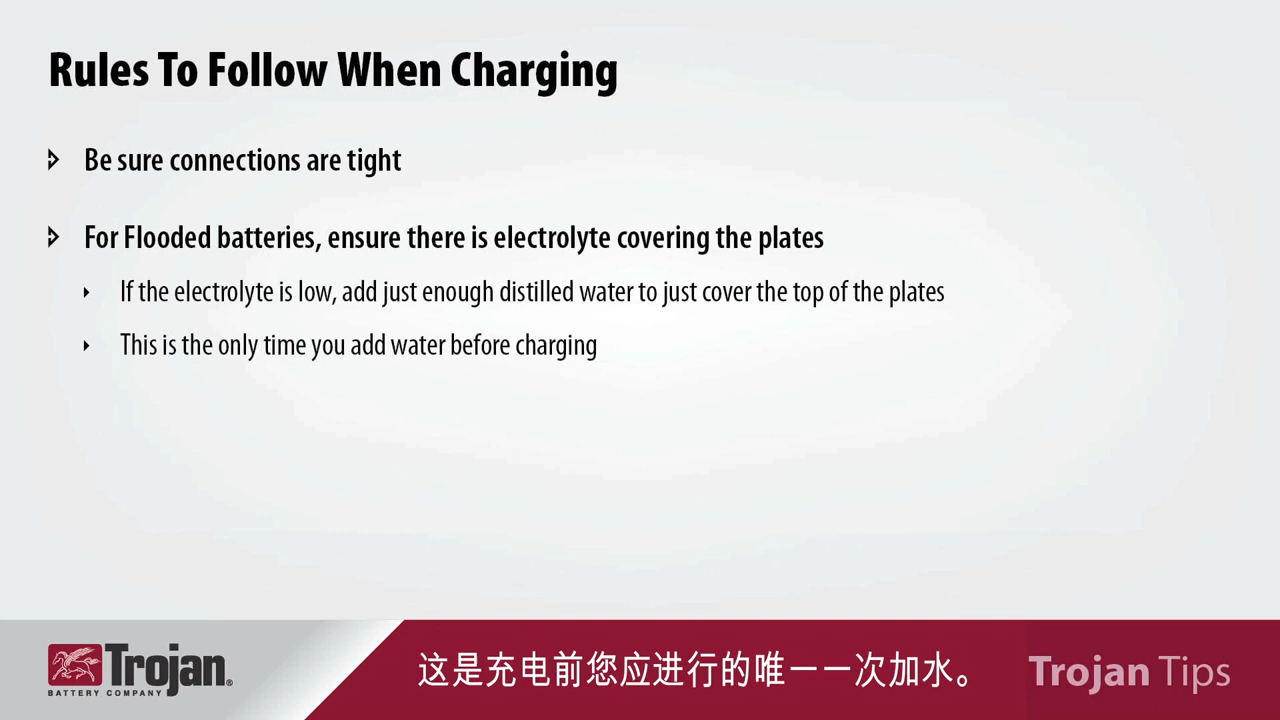 Rules To Follow When Charging
Be sure connections are tight
For Flooded batteries, ensure there is electrolyte covering the plates
If the electrolyte is low, add just enough distilled water to just cover the top of the plates
This is the only time you add water before charging
Trojan®
BATTERY COMPANY
这是充电前您应进行的唯一一次加水。
Trojan Tips